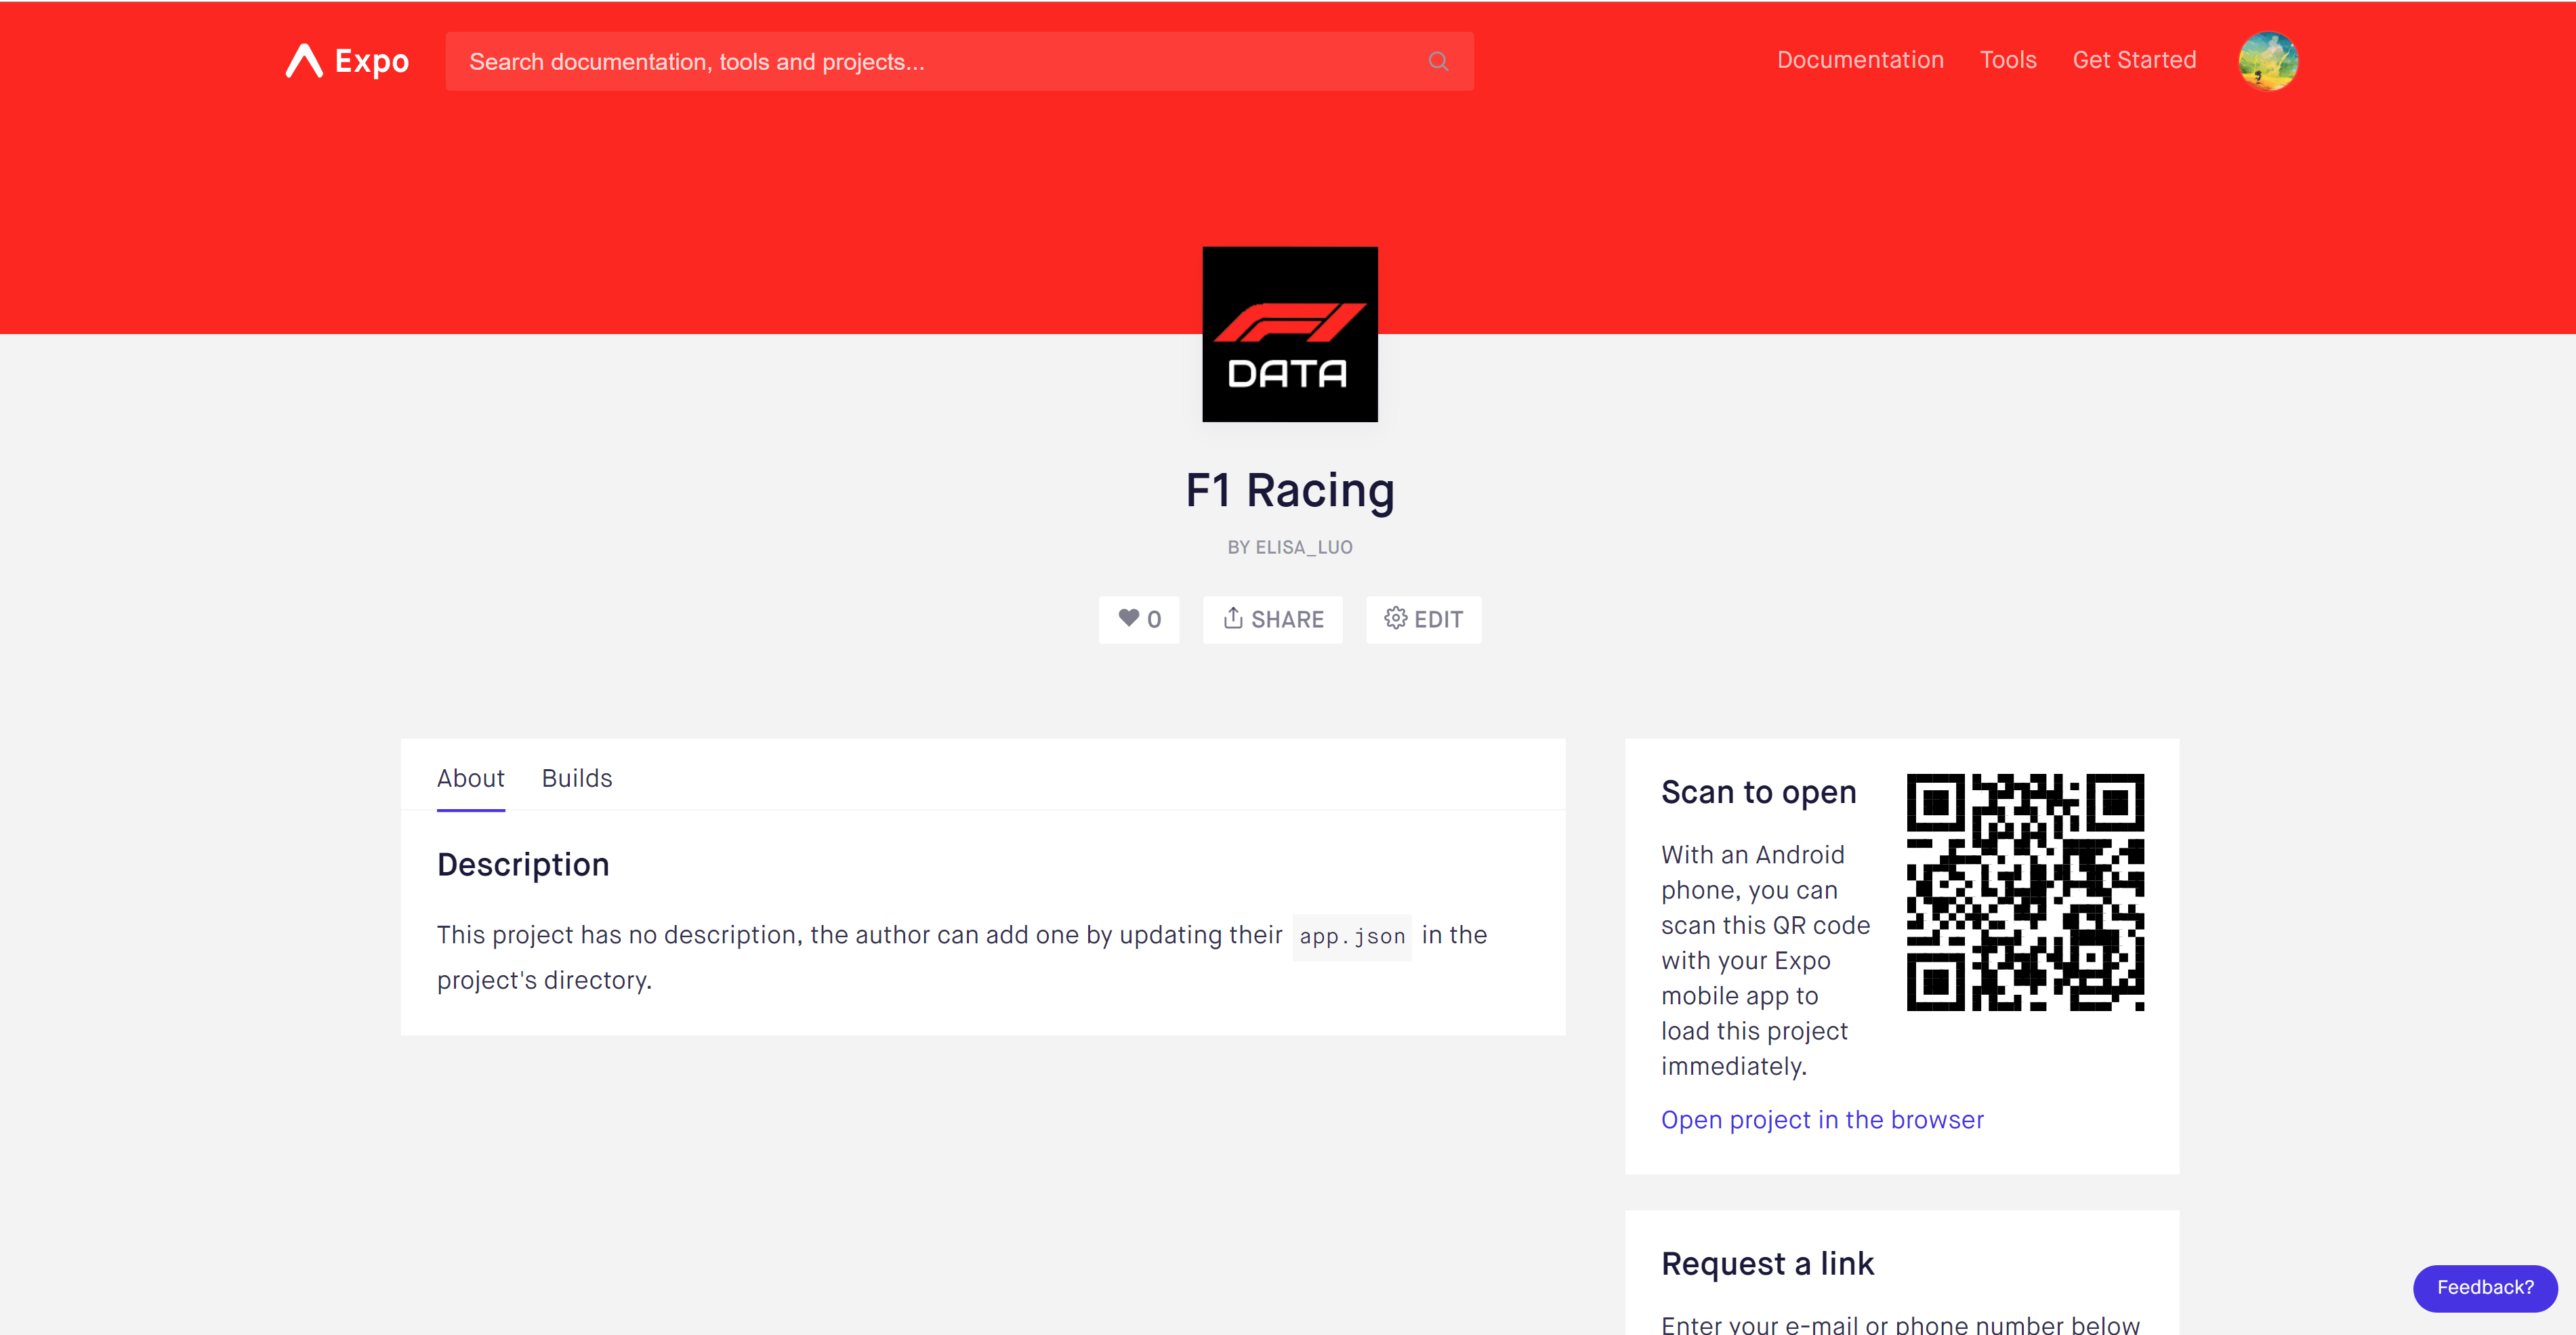 Expo
Search documentation, tools and projects...
Documentation
Tools
Get Started
F1
DATA
F1 Racing
BY ELISA_LUO
0
SHARE
EDIT
About
Builds
Description
This project has no description, the author can add one by updating their app.json in the
project's directory.
Scan to open
With an Android
phone, you can
scan this QR code
with your Expo
mobile app to
load this project
immediately.
Open project in the browser
Request a link
Enter your e-mail or phone number below
Feedback?